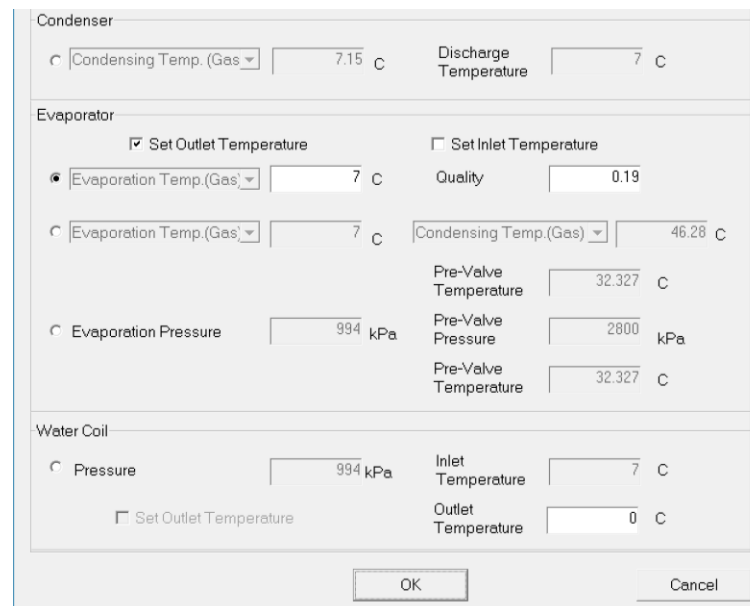 Condenser
Condensing Temp. (Gas 7.15 C Discharge Temperature 7 C
Evaporator
Set Outlet Temperature Set Inlet Temperature
Evaporation Temp.(Gas) 7 C Quality 0.19
Evaporation Temp.(Gas) 7 C Condensing Temp.(Gas) 46.28 C
Pre-Valve Temperature 32.327 C
Evaporation Pressure 994 kPa Pre-Valve Pressure 2800 kPa
Pre-Valve Temperature 32.327 C
Water Coil
Pressure 994 kPa Inlet Temperature 7 C
Set Outlet Temperature Outlet Temperature 0 C
OK Cancel